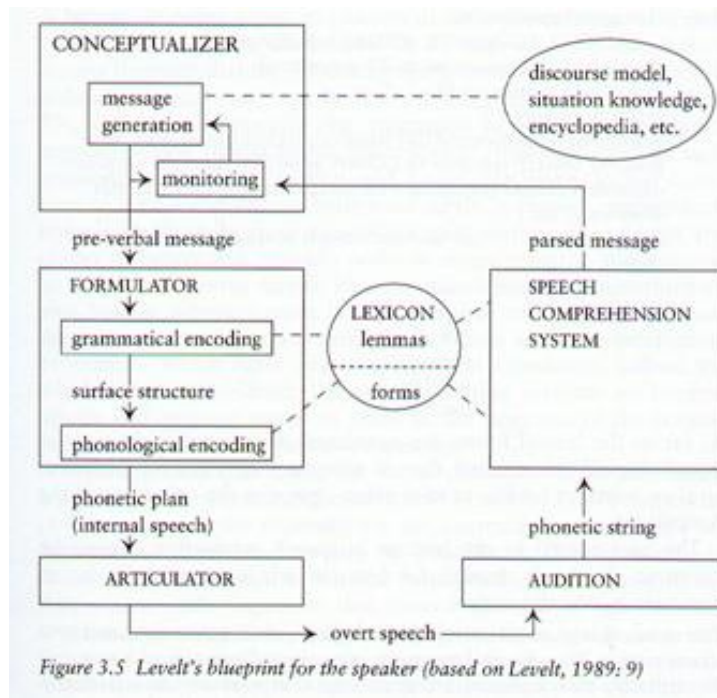 CONCEPTUALIZER
message
generation
monitoring
discourse model,
situation knowledge,
encyclopedia, etc.
pre-verbal message
parsed message
FORMULATOR
grammatical encoding
surface structure
phonological encoding
LEXICON
lemmas
forms
SPEECH
COMPREHENSION
SYSTEM
phonetic plan
(internal speech)
phonetic string
ARTICULATOR
AUDITION
overt speech
Figure 3.5 Levelt's blueprint for the speaker (based on Levelt, 1989: 9)